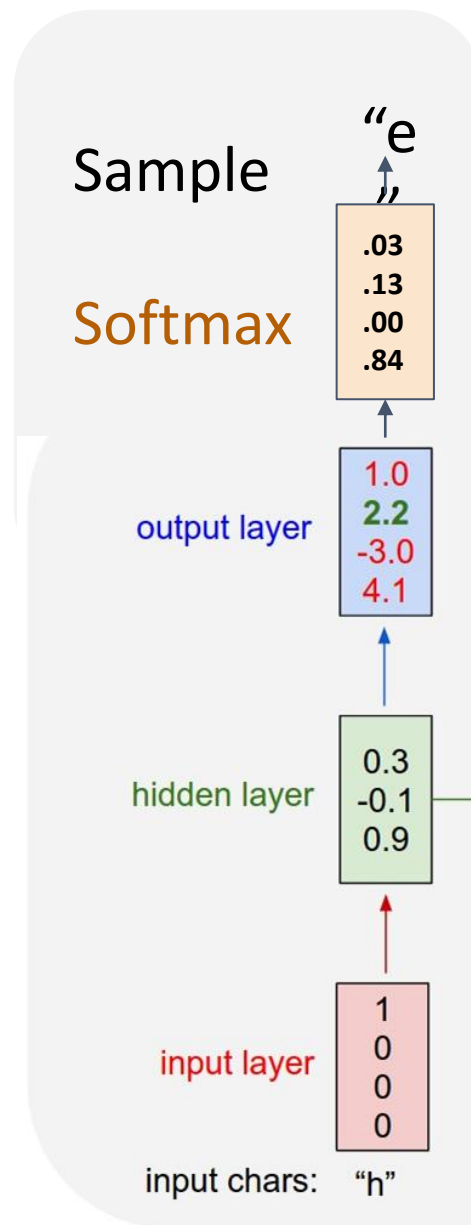 Sample
“e
”
Softmax
.03
.13
.00
.84
output layer
1.0
2.2
-3.0
4.1
hidden layer
0.3
-0.1
0.9
input layer
1
0
0
0
input chars: “h”